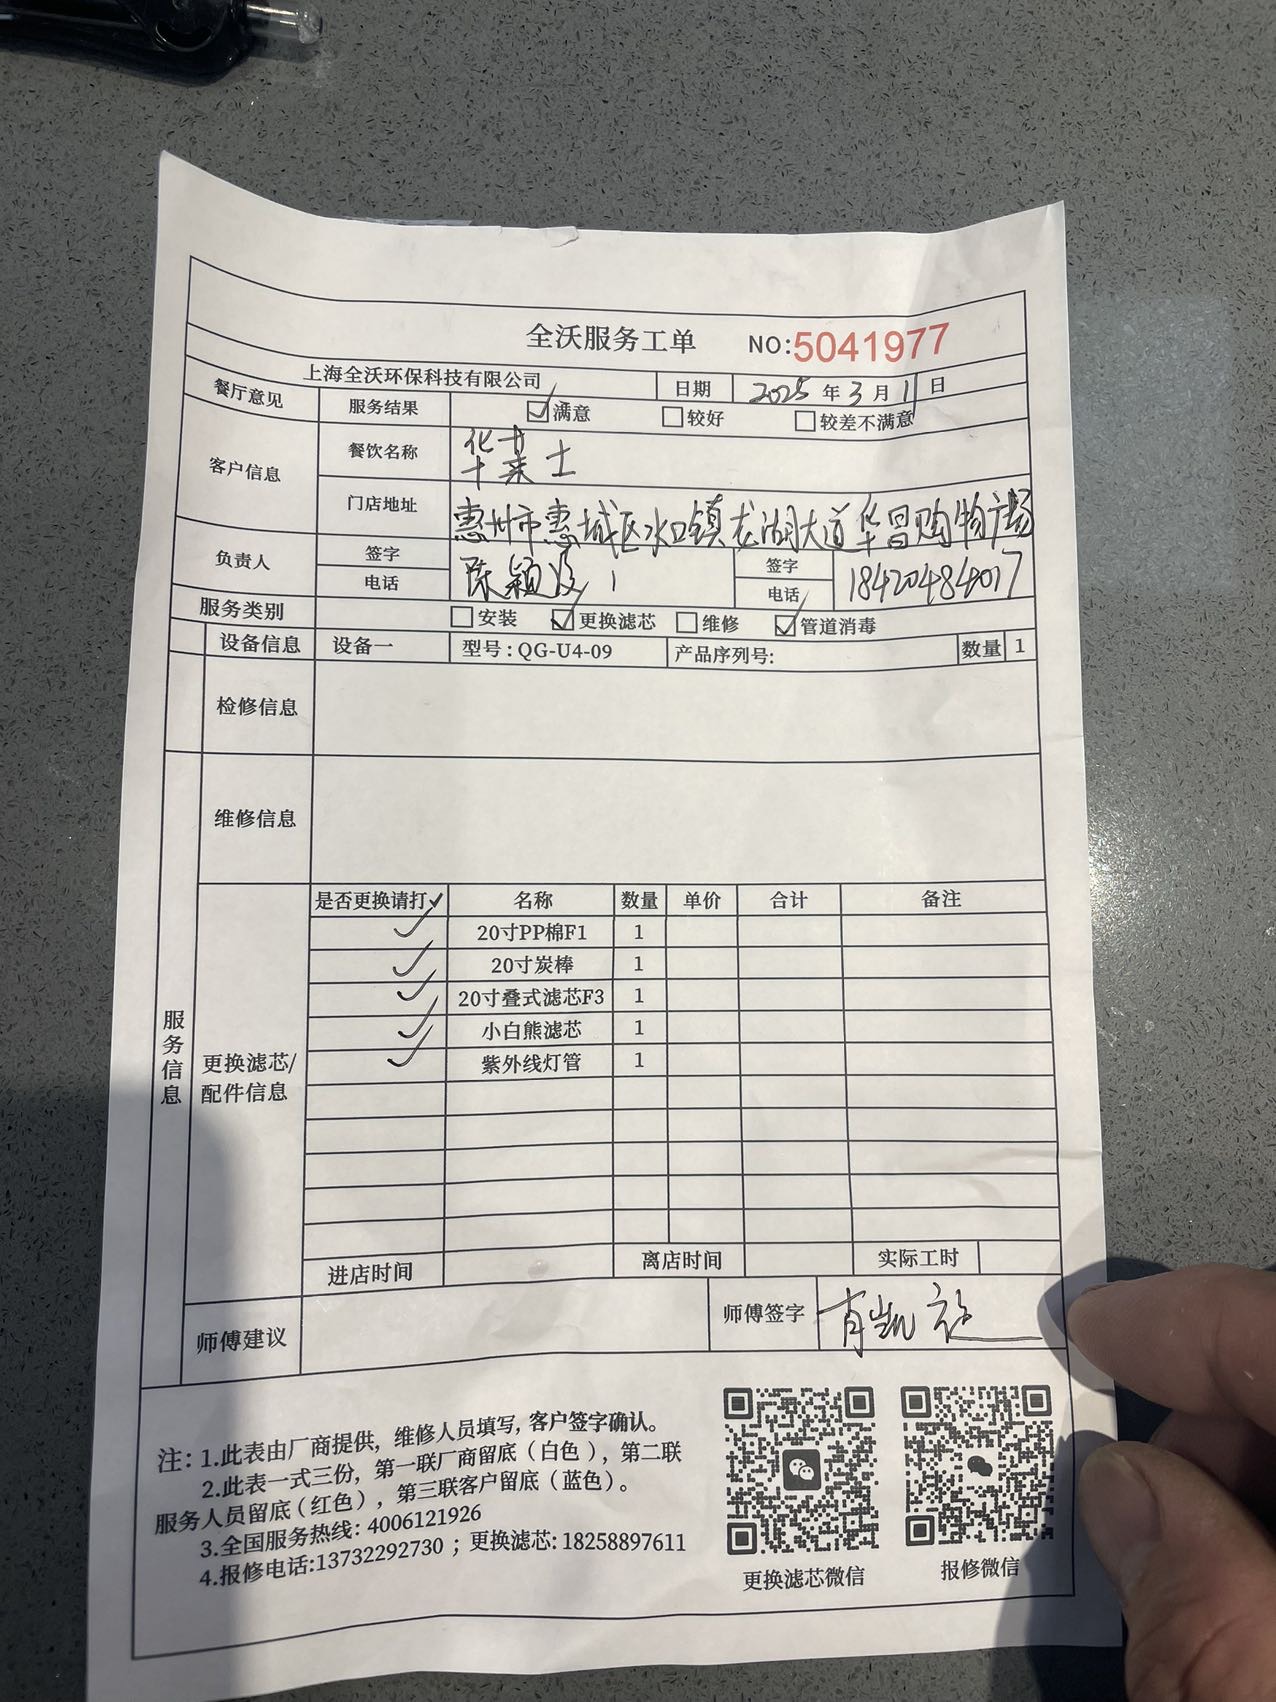 全沃服务工单 NO:5041977
上海全沃环保科技有限公司 日期 2025年3月1日
餐厅意见 服务结果 满意 较好 较差不满意
客户信息 餐饮名称 华莱士
门店地址 惠州市惠城区水口镇龙湖大道华昌购物广场
负责人 签字 陈颖 签字
电话 电话 18420484017
服务类别 安装 更换滤芯 维修 管道消毒
设备信息 设备一 型号:QG-U4-09 产品序列号: 数量 1
检修信息
维修信息
服务信息
更换滤芯/
配件信息
是否更换请打✓ 名称 数量 单价 合计 备注
✓ 20寸PP棉F1 1
✓ 20寸炭棒 1
✓ 20寸叠式滤芯F3 1
✓ 小白熊滤芯 1
✓ 紫外线灯管 1
进店时间 离店时间 实际工时
师傅建议 师傅签字 肖凯
注:1.此表由厂商提供,维修人员填写,客户签字确认。
2.此表一式三份,第一联厂商留底(白色),第二联
服务人员留底(红色),第三联客户留底(蓝色)。
3.全国服务热线:4006121926
4.报修电话:13732292730;更换滤芯:18258897611
更换滤芯微信 报修微信